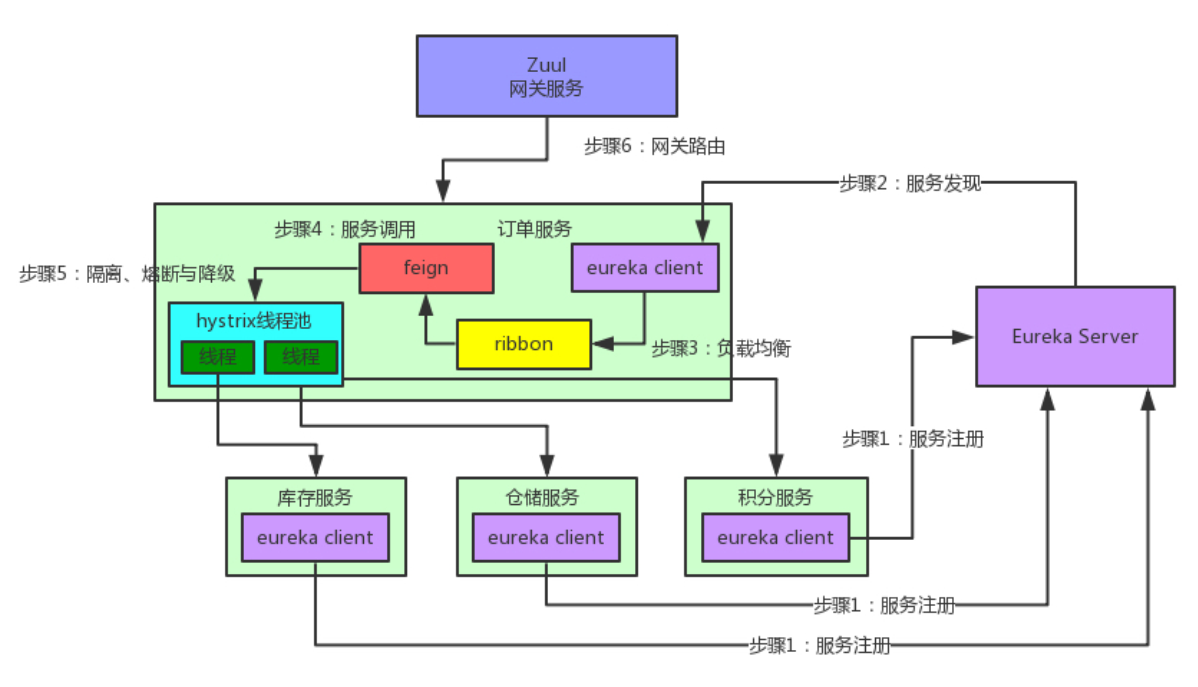 Zuul
网关服务
步骤6：网关路由
步骤2：服务发现
步骤4：服务调用
订单服务
feign
eureka client
步骤5：隔离、熔断与降级
hystrix线程池
线程
线程
ribbon
步骤3：负载均衡
Eureka Server
步骤1：服务注册
库存服务
eureka client
仓储服务
eureka client
积分服务
eureka client
步骤1：服务注册
步骤1：服务注册